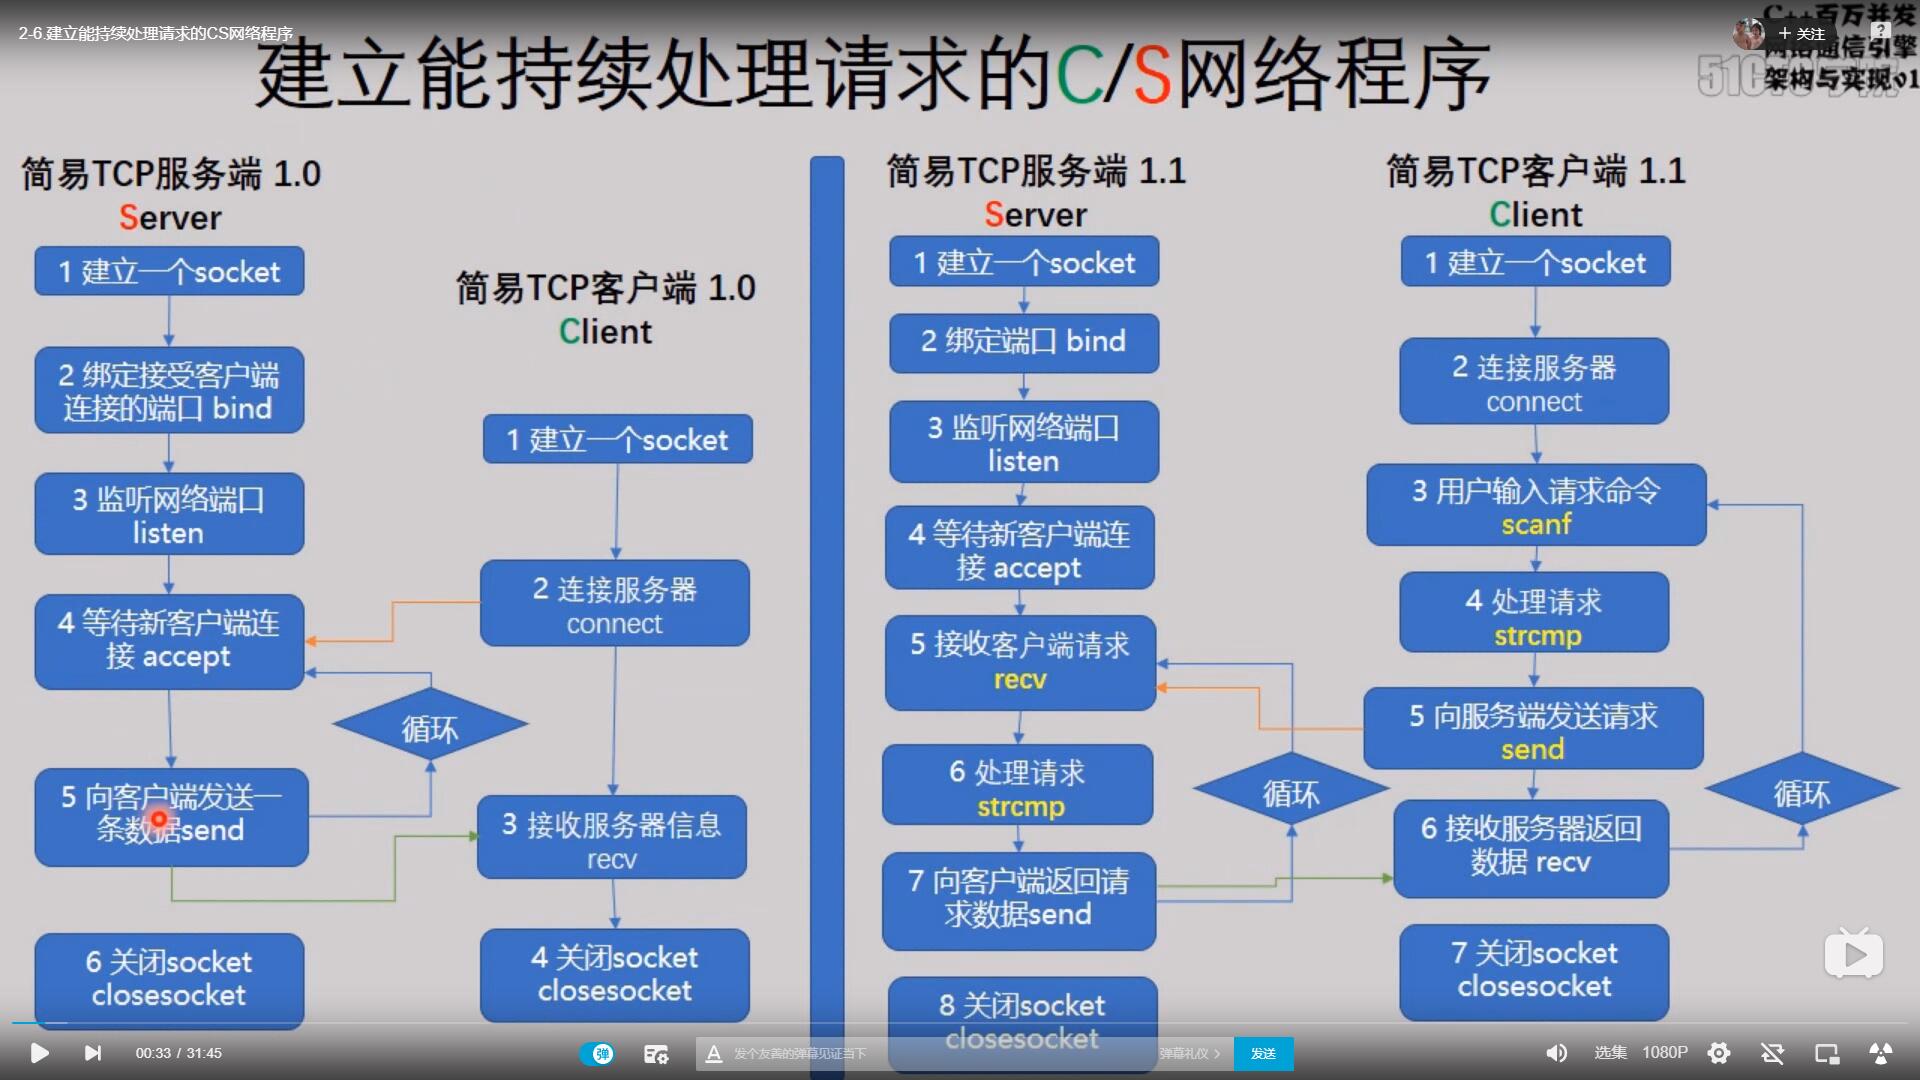 2-6.建立能持续处理请求的CS网络程序
+ 关注
C++百万并发
网络通信引擎
架构与实现01
建立能持续处理请求的C/S网络程序
简易TCP服务端 1.0
Server
1 建立一个socket
2 绑定接受客户端
连接的端口 bind
3 监听网络端口
listen
4 等待新客户端连
接 accept
循环
5 向客户端发送一
条数据send
6 关闭socket
closesocket
简易TCP客户端 1.0
Client
1 建立一个socket
2 连接服务器
connect
3 接收服务器信息
recv
4 关闭socket
closesocket
简易TCP服务端 1.1
Server
1 建立一个socket
2 绑定端口 bind
3 监听网络端口
listen
4 等待新客户端连
接 accept
5 接收客户端请求
recv
6 处理请求
strcmp
循环
7 向客户端返回请
求数据send
8 关闭socket
closesocket
简易TCP客户端 1.1
Client
1 建立一个socket
2 连接服务器
connect
3 用户输入请求命令
scanf
4 处理请求
strcmp
5 向服务端发送请求
send
循环
6 接收服务器返回
数据 recv
7 关闭socket
closesocket
00:33 / 31:45
弹
A
发个友善的弹幕见证当下
弹幕礼仪 >
发送
选集
1080P